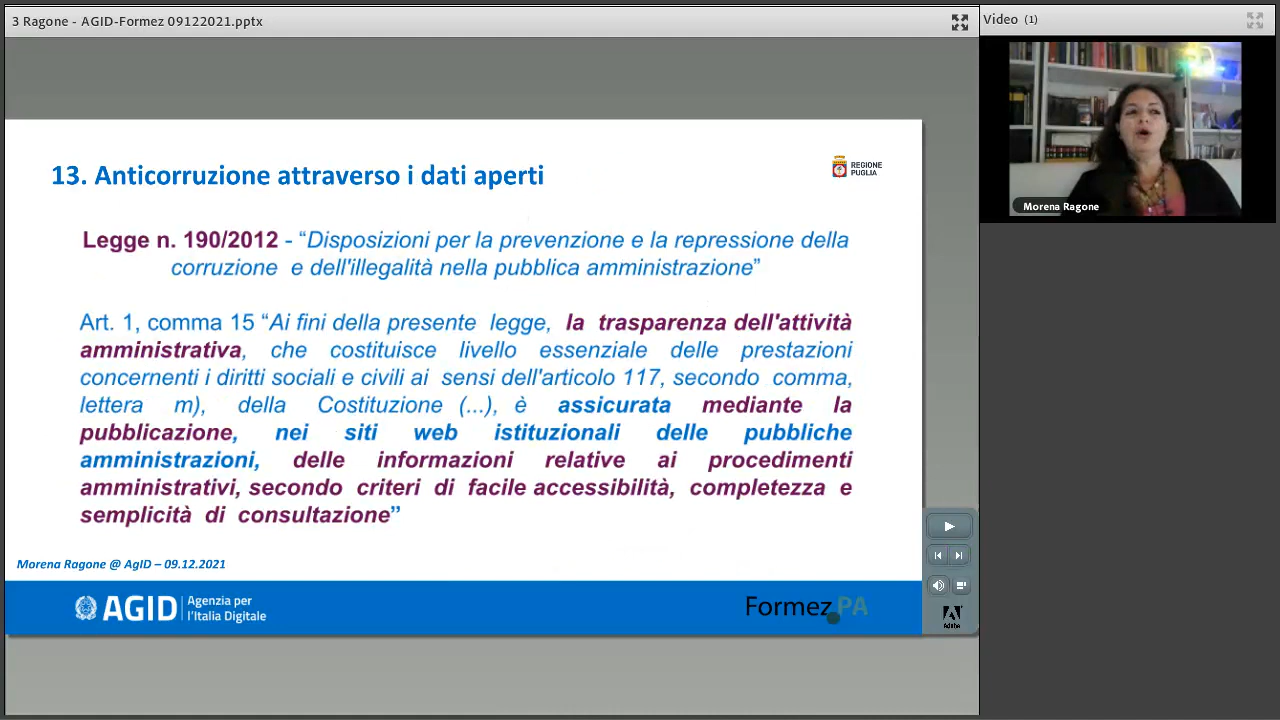 3 Ragone - AGID-Formez 09122021.pptx
Video (1)
Morena Ragone
13. Anticorruzione attraverso i dati aperti
REGIONE
PUGLIA
Legge n. 190/2012 - “Disposizioni per la prevenzione e la repressione della
corruzione e dell'illegalità nella pubblica amministrazione”
Art. 1, comma 15 “Ai fini della presente legge, la trasparenza dell'attività
amministrativa, che costituisce livello essenziale delle prestazioni
concernenti i diritti sociali e civili ai sensi dell'articolo 117, secondo comma,
lettera m), della Costituzione (...), è assicurata mediante la
pubblicazione, nei siti web istituzionali delle pubbliche
amministrazioni, delle informazioni relative ai procedimenti
amministrativi, secondo criteri di facile accessibilità, completezza e
semplicità di consultazione”
Morena Ragone @ AgID – 09.12.2021
AGID
Agenzia per
l'Italia Digitale
Formez PA
Adobe